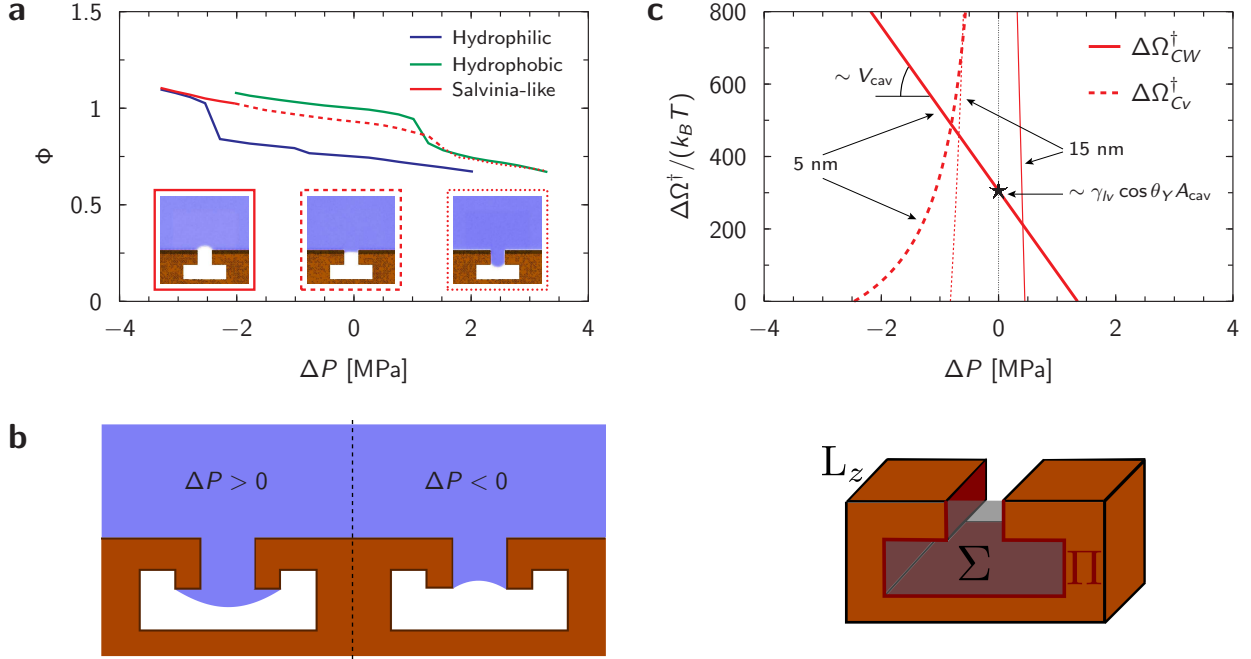 a
1.5
1
0.5
0
Φ
−4
−2
0
2
4
ΔP [MPa]
Hydrophilic
Hydrophobic
Salvinia-like
c
800
600
400
200
0
ΔΩ†/(k_B T)
−4
−2
0
2
4
ΔP [MPa]
ΔΩ†_CW
ΔΩ†_Cv
∼ V_cav
5 nm
15 nm
∼ γ_lv cos θ_Y A_cav
b
ΔP > 0
ΔP < 0
L_z
Σ
Π